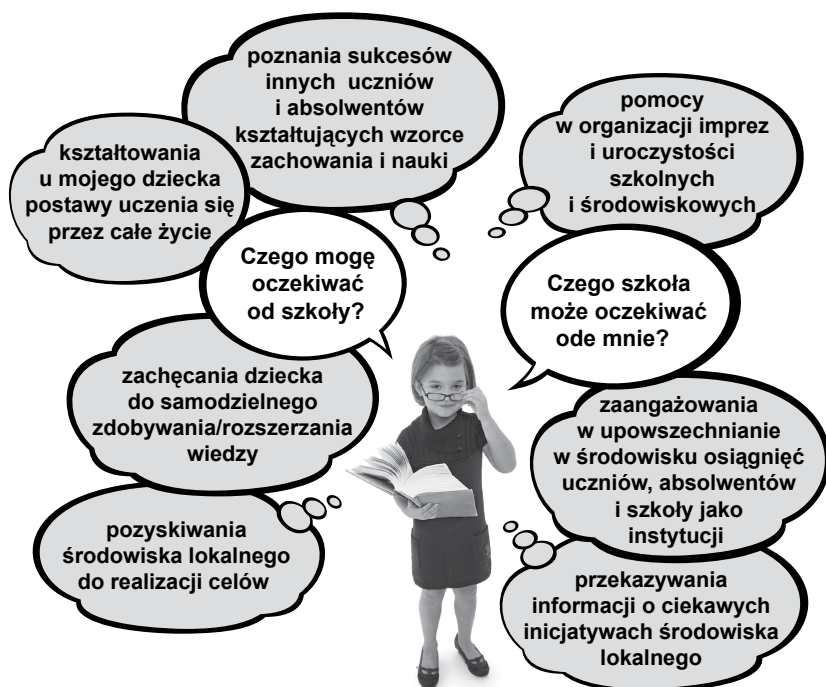 poznania sukcesów
innych uczniów
i absolwentów
kształtujących wzorce
zachowania i nauki
kształtowania
u mojego dziecka
postawy uczenia się
przez całe życie
Czego mogę
oczekiwać
od szkoły?
zachęcania dziecka
do samodzielnego
zdobywania/rozszerzania
wiedzy
pozyskiwania
środowiska lokalnego
do realizacji celów
pomocy
w organizacji imprez
i uroczystości
szkolnych
i środowiskowych
Czego szkoła
może oczekiwać
ode mnie?
zaangażowania
w upowszechnianie
w środowisku osiągnięć
uczniów, absolwentów
i szkoły jako
instytucji
przekazywania
informacji o ciekawych
inicjatywach środowiska
lokalnego